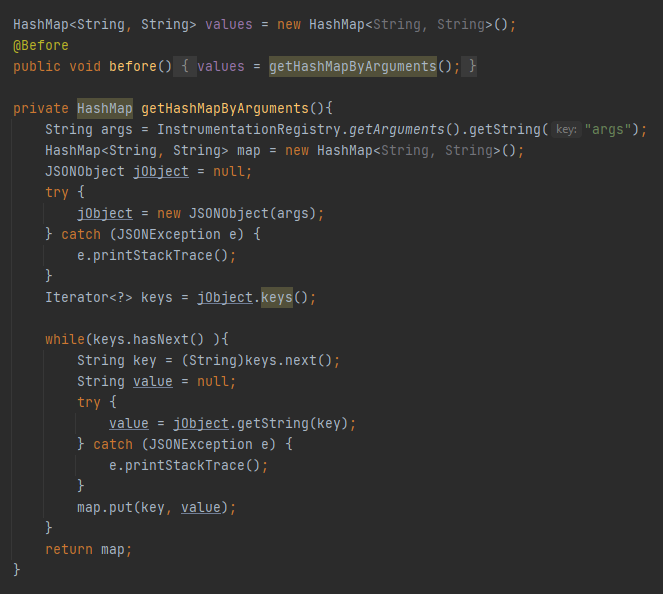 HashMap<String, String> values = new HashMap<String, String>();
@Before
public void before() { values = getHashMapByArguments(); }
private HashMap getHashMapByArguments(){
String args = InstrumentationRegistry.getArguments().getString( key: "args");
HashMap<String, String> map = new HashMap<String, String>();
JSONObject jObject = null;
try {
jObject = new JSONObject(args);
} catch (JSONException e) {
e.printStackTrace();
}
Iterator<?> keys = jObject.keys();
while(keys.hasNext() ){
String key = (String)keys.next();
String value = null;
try {
value = jObject.getString(key);
} catch (JSONException e) {
e.printStackTrace();
}
map.put(key, value);
}
return map;
}